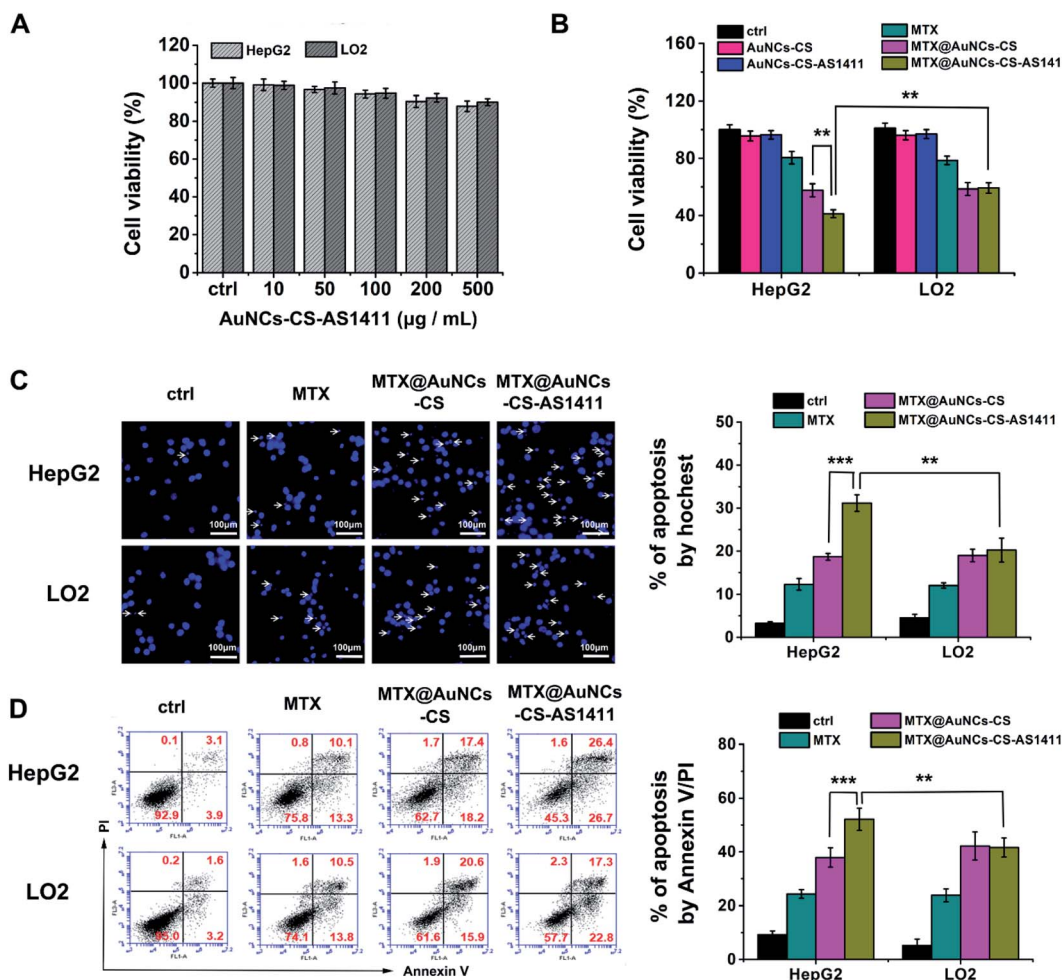 A
Cell viability (%)
120
100
80
60
40
20
0
HepG2
LO2
ctrl 10 50 100 200 500
AuNCs-CS-AS1411 (μg / mL)
B
Cell viability (%)
160
120
80
40
0
ctrl
AuNCs-CS
AuNCs-CS-AS1411
MTX
MTX@AuNCs-CS
MTX@AuNCs-CS-AS141
**
**
HepG2 LO2
C
ctrl
MTX
MTX@AuNCs
-CS
MTX@AuNCs
-CS-AS1411
HepG2
100μm 100μm 100μm 100μm
LO2
100μm 100μm 100μm 100μm
% of apoptosis
by hochest
50
40
30
20
10
0
ctrl
MTX
MTX@AuNCs-CS
MTX@AuNCs-CS-AS1411
***
**
HepG2 LO2
D
ctrl
MTX
MTX@AuNCs
-CS
MTX@AuNCs
-CS-AS1411
HepG2
0.1 3.1 0.8 10.1 1.7 17.4 1.6 26.4
92.9 3.9 75.8 13.3 62.7 18.2 45.3 26.7
FL1-A FL1-A FL1-A FL1-A
PI
LO2
0.2 1.6 1.6 10.5 1.9 20.6 2.3 17.3
95.0 3.2 74.1 13.8 61.6 15.9 57.7 22.8
FL1-A FL1-A FL1-A FL1-A
Annexin V
% of apoptosis
by Annexin V/PI
80
60
40
20
0
ctrl
MTX
MTX@AuNCs-CS
MTX@AuNCs-CS-AS1411
***
**
HepG2 LO2